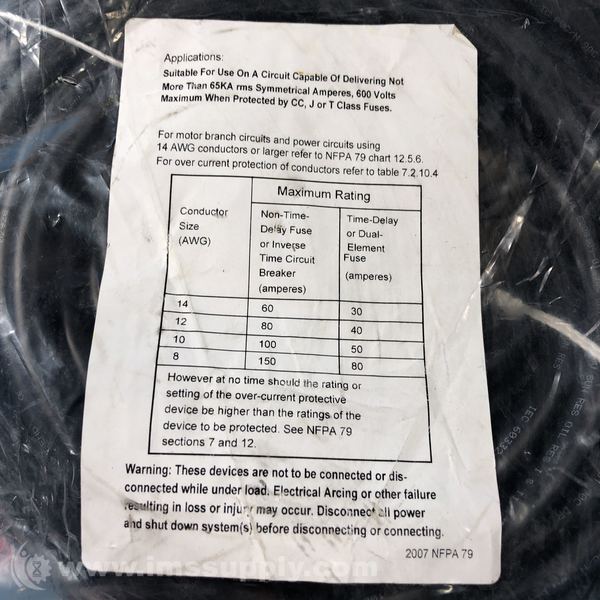 Applications:
Suitable For Use On A Circuit Capable Of Delivering Not
More Than 65KA rms Symmetrical Amperes, 600 Volts
Maximum When Protected by CC, J or T Class Fuses.
For motor branch circuits and power circuits using
14 AWG conductors or larger refer to NFPA 79 chart 12.5.6.
For over current protection of conductors refer to table 7.2.10.4
Maximum Rating
Conductor
Size
(AWG)
Non-Time-
Delay Fuse
or Inverse
Time Circuit
Breaker
(amperes)
Time-Delay
or Dual-
Element
Fuse
(amperes)
14 60 30
12 80 40
10 100 50
8 150 80
However at no time should the rating or
setting of the over-current protective
device be higher than the ratings of the
device to be protected. See NFPA 79
sections 7 and 12.
Warning: These devices are not to be connected or dis-
connected while under load. Electrical Arcing or other failure
resulting in loss or injury may occur. Disconnect all power
and shut down system(s) before disconnecting or connecting.
2007 NFPA 79
SUN RES OIL RES
IEC 60332
www.imssupply.com